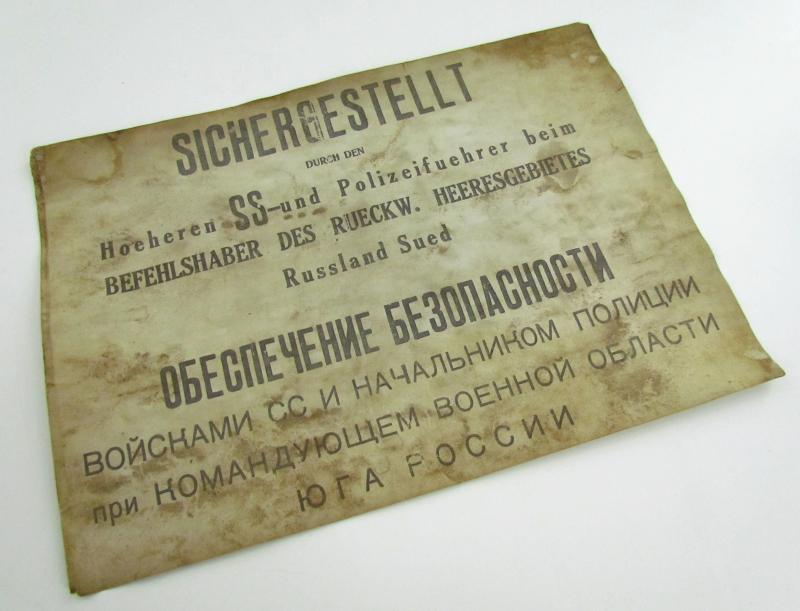 SICHERGESTELLT
DURCH DEN
Hoeheren SS-und Polizeifuehrer beim
BEFEHLSHABER DES RUECKW. HEERESGEBIETES
Russland Sued
ОБЕСПЕЧЕНИЕ БЕЗОПАСНОСТИ
ВОЙСКАМИ СС И НАЧАЛЬНИКОМ ПОЛИЦИИ
при КОМАНДУЮЩЕМ ВОЕННОЙ ОБЛАСТИ
ЮГА РОССИИ